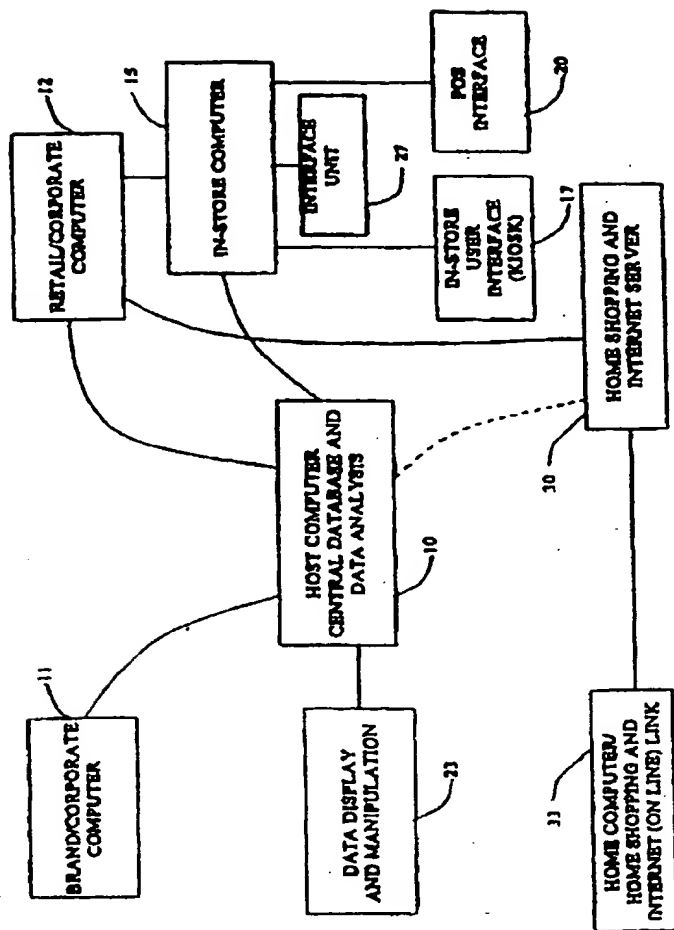 11
BRAND/CORPORATE
COMPUTER
12
RETAIL/CORPORATE
COMPUTER
15
IN-STORE COMPUTER
INTERFACE
UNIT
27
POS
INTERFACE
20
IN-STORE
USER
INTERFACE
(KIOSK)
17
HOST COMPUTER
CENTRAL DATABASE AND
DATA ANALYSIS
10
DATA DISPLAY
AND MANIPULATION
23
HOME SHOPPING AND
INTERNET SERVER
30
33
HOME COMPUTER/
HOME SHOPPING AND
INTERNET (ON LINE) LINK